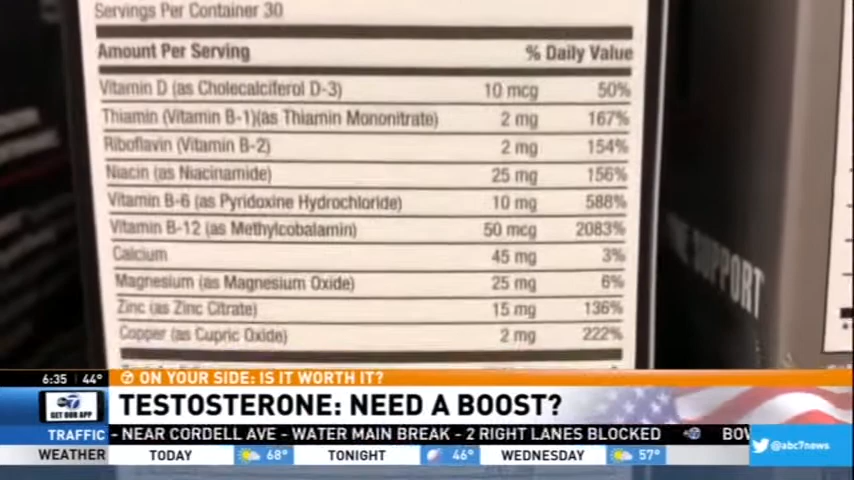 Servings Per Container 30
Amount Per Serving % Daily Value
Vitamin D (as Cholecalciferol D-3) 10 mcg 50%
Thiamin (Vitamin B-1)(as Thiamin Mononitrate) 2 mg 167%
Riboflavin (Vitamin B-2) 2 mg 154%
Niacin (as Niacinamide) 25 mg 156%
Vitamin B-6 (as Pyridoxine Hydrochloride) 10 mg 588%
Vitamin B-12 (as Methylcobalamin) 50 mcg 2083%
Calcium 45 mg 3%
Magnesium (as Magnesium Oxide) 25 mg 6%
Zinc (as Zinc Citrate) 15 mg 136%
Copper (as Cupric Oxide) 2 mg 222%
SUPPORT
6:35 44° ON YOUR SIDE: IS IT WORTH IT?
GET OUR APP
TESTOSTERONE: NEED A BOOST?
TRAFFIC - NEAR CORDELL AVE - WATER MAIN BREAK - 2 RIGHT LANES BLOCKED BOW
WEATHER TODAY 68° TONIGHT 46° WEDNESDAY 57°
@abc7news